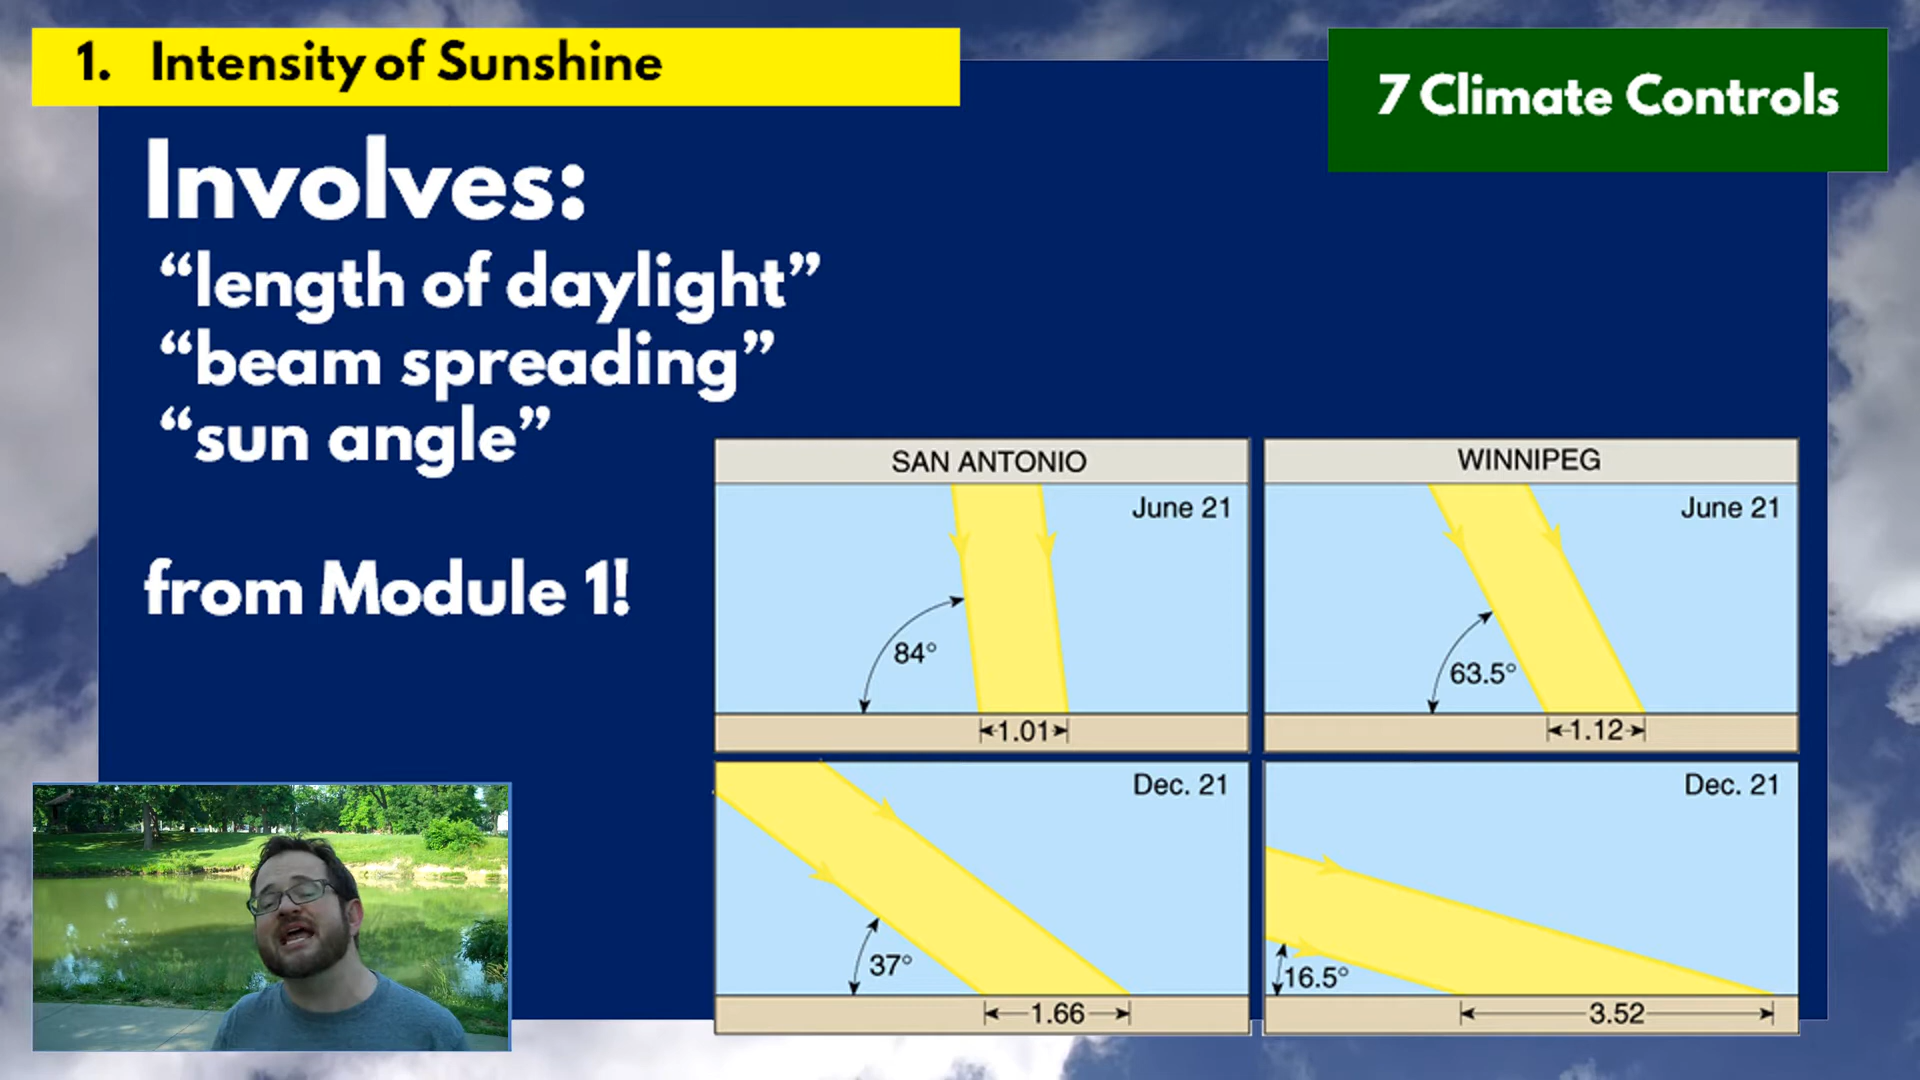 1. Intensity of Sunshine
7 Climate Controls
Involves:
“length of daylight”
“beam spreading”
“sun angle”
from Module 1!
SAN ANTONIO
June 21
84°
1.01
WINNIPEG
June 21
63.5°
1.12
Dec. 21
37°
1.66
Dec. 21
16.5°
3.52